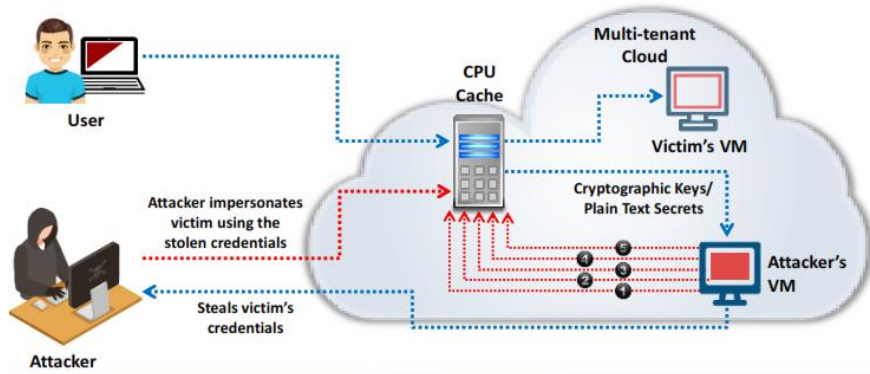 Multi-tenant
Cloud
CPU
Cache
User
Victim's VM
Attacker impersonates
victim using the
stolen credentials
Cryptographic Keys/
Plain Text Secrets
5
4
3
2
1
Attacker's
VM
Steals victim's
credentials
Attacker